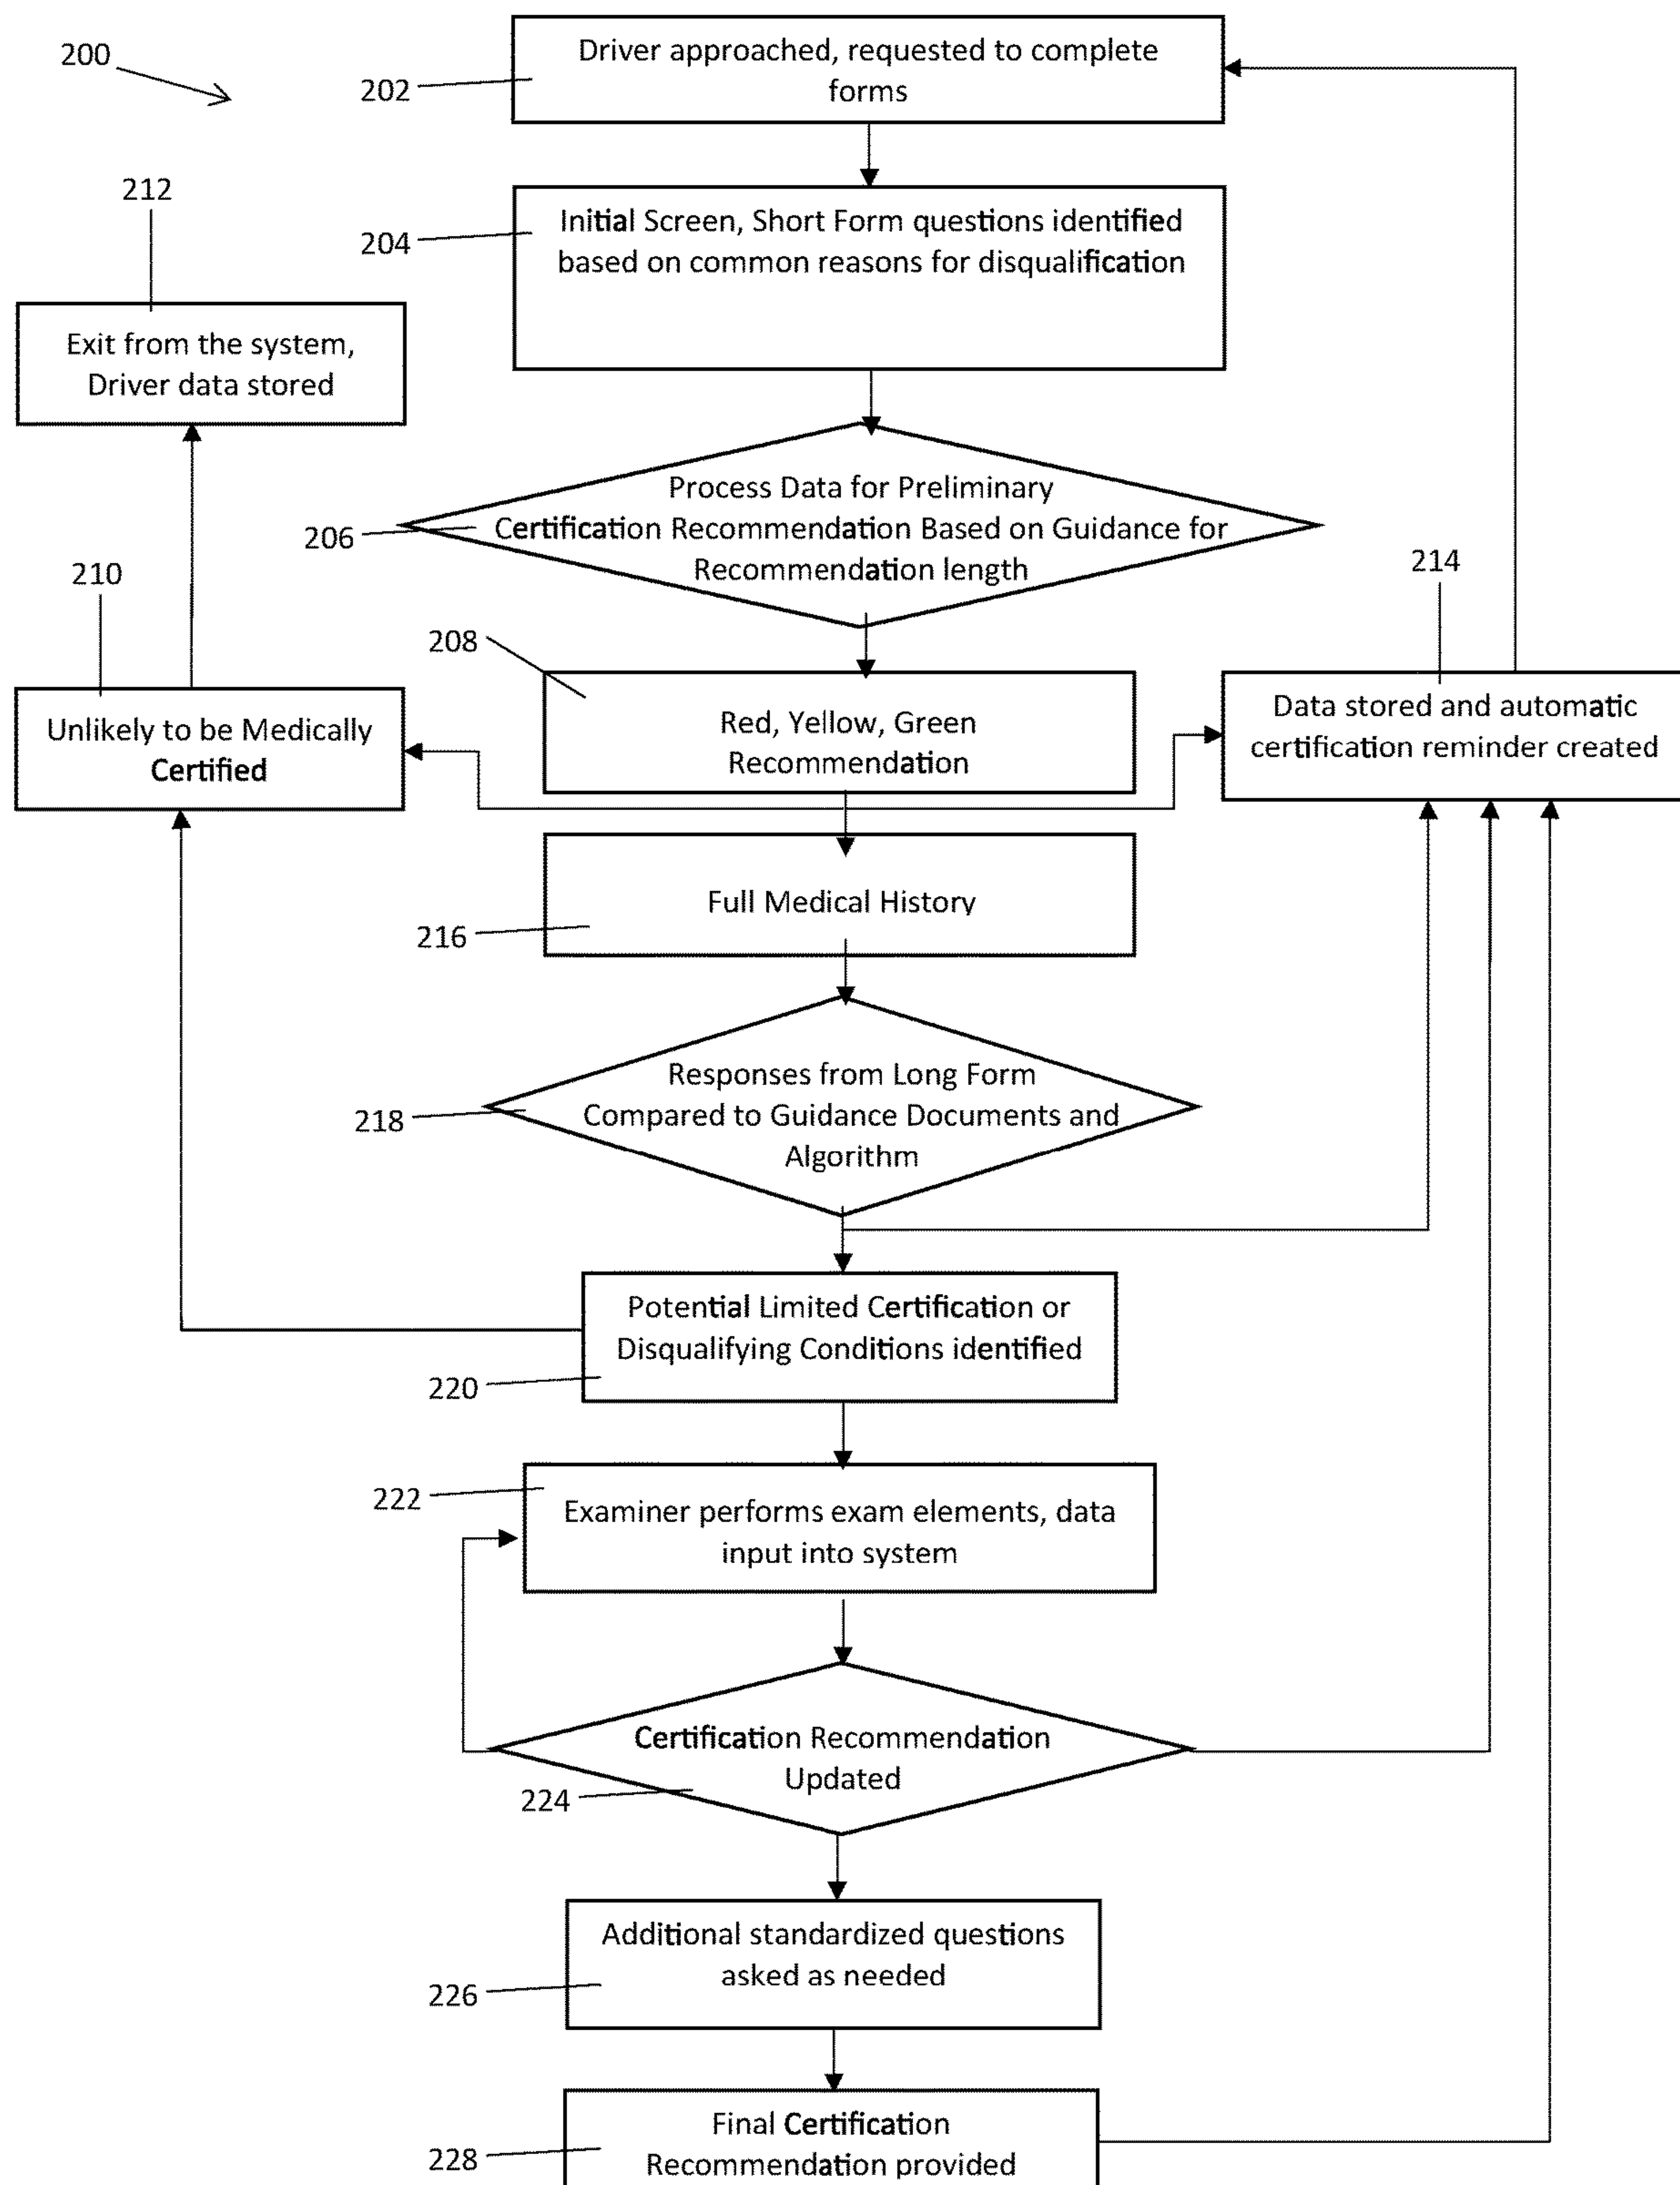 200
202
Driver approached, requested to complete
forms
212
204
Initial Screen, Short Form questions identified
based on common reasons for disqualification
Exit from the system,
Driver data stored
206
Process Data for Preliminary
Certification Recommendation Based on Guidance for
Recommendation length
210
214
208
Unlikely to be Medically
Certified
Red, Yellow, Green
Recommendation
Data stored and automatic
certification reminder created
216
Full Medical History
218
Responses from Long Form
Compared to Guidance Documents and
Algorithm
220
Potential Limited Certification or
Disqualifying Conditions identified
222
Examiner performs exam elements, data
input into system
224
Certification Recommendation
Updated
226
Additional standardized questions
asked as needed
228
Final Certification
Recommendation provided